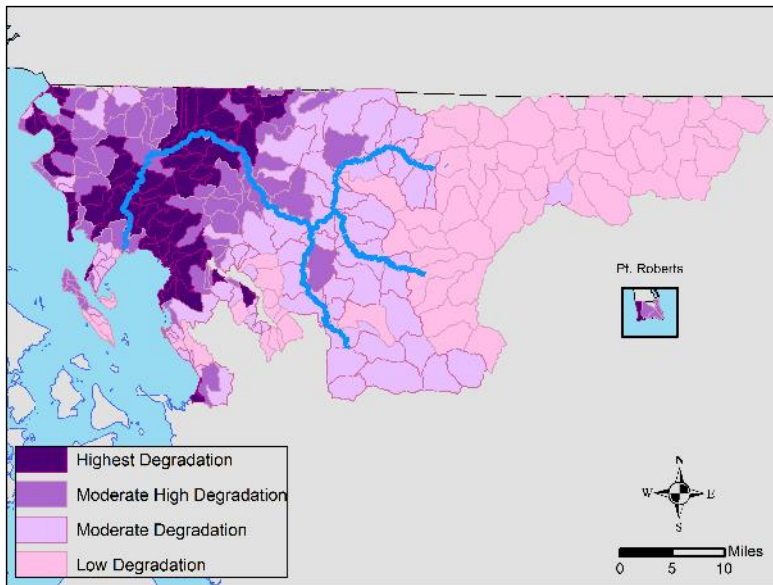 Pt. Roberts
Highest Degradation
Moderate High Degradation
Moderate Degradation
Low Degradation
N
W E
S
Miles
0 5 10